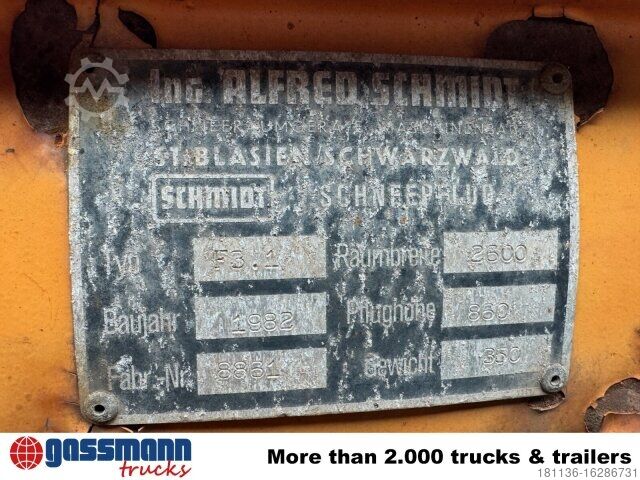 Ing. ALFRED SCHMIDT
ST. BLASIEN/SCHWARZWALD
SCHMIDT SCHNEEPFLUG
Typ F3.1 Räumbreite 2600
Baujahr 1982 Pflughöhe 860
Fabr.-Nr. 8861 Gewicht 350
gassmann trucks
More than 2.000 trucks & trailers
181136-16286731